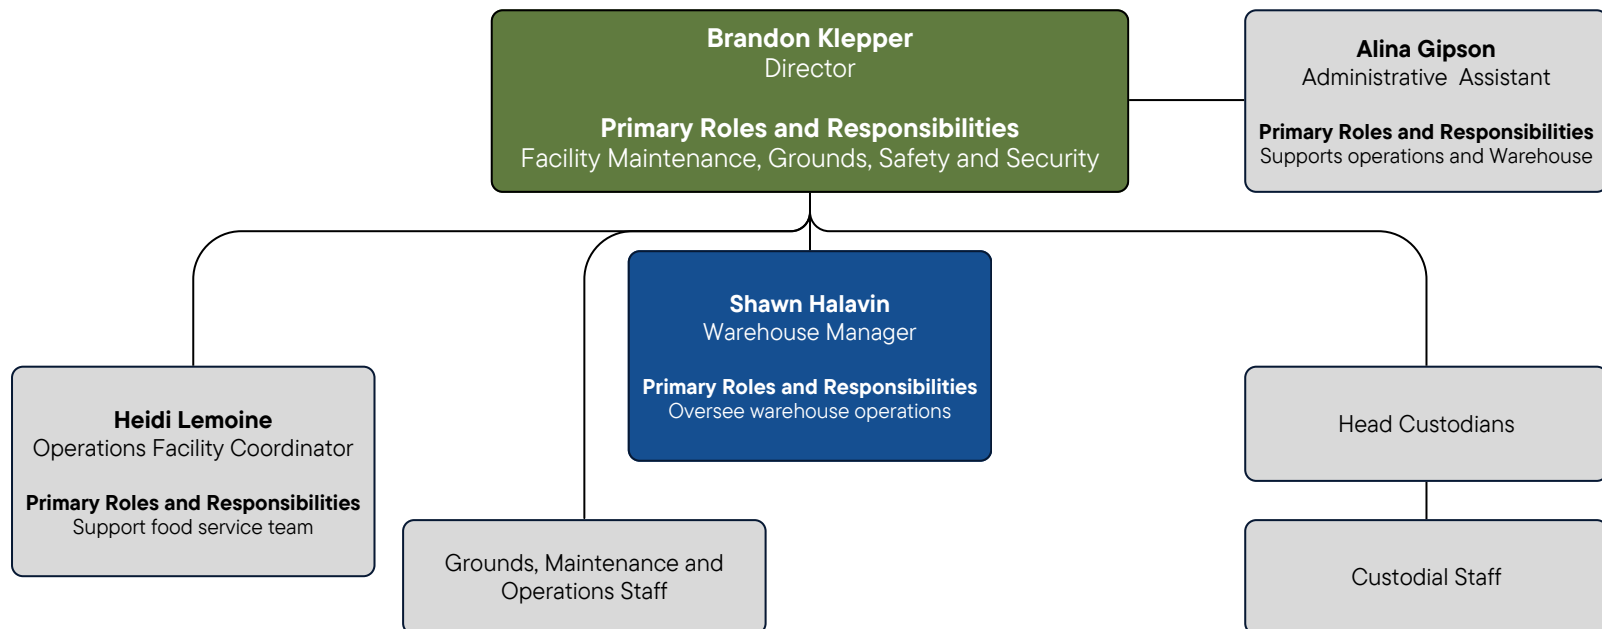 Brandon Klepper
Director
Primary Roles and Responsibilities
Facility Maintenance, Grounds, Safety and Security
Alina Gipson
Administrative Assistant
Primary Roles and Responsibilities
Supports operations and Warehouse
Shawn Halavin
Warehouse Manager
Primary Roles and Responsibilities
Oversee warehouse operations
Heidi Lemoine
Operations Facility Coordinator
Primary Roles and Responsibilities
Support food service team
Grounds, Maintenance and
Operations Staff
Head Custodians
Custodial Staff